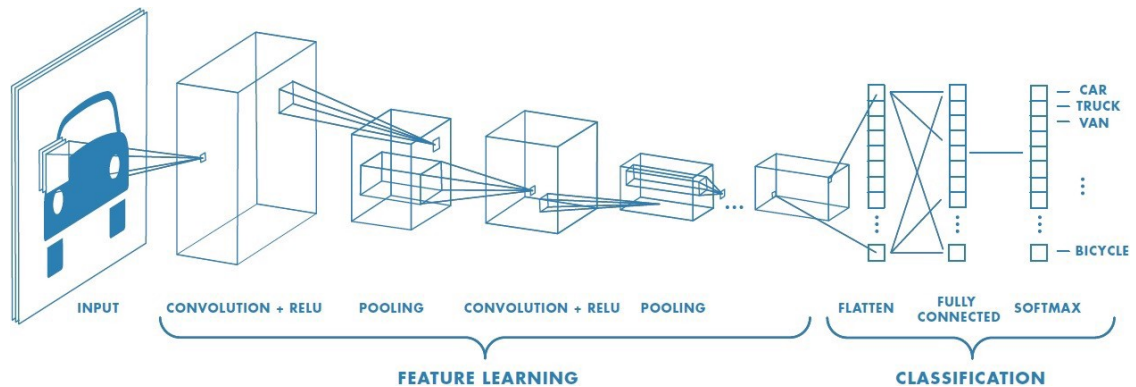 CAR
TRUCK
VAN
BICYCLE
INPUT
CONVOLUTION + RELU
POOLING
CONVOLUTION + RELU
POOLING
FLATTEN
FULLY
CONNECTED
SOFTMAX
FEATURE LEARNING
CLASSIFICATION